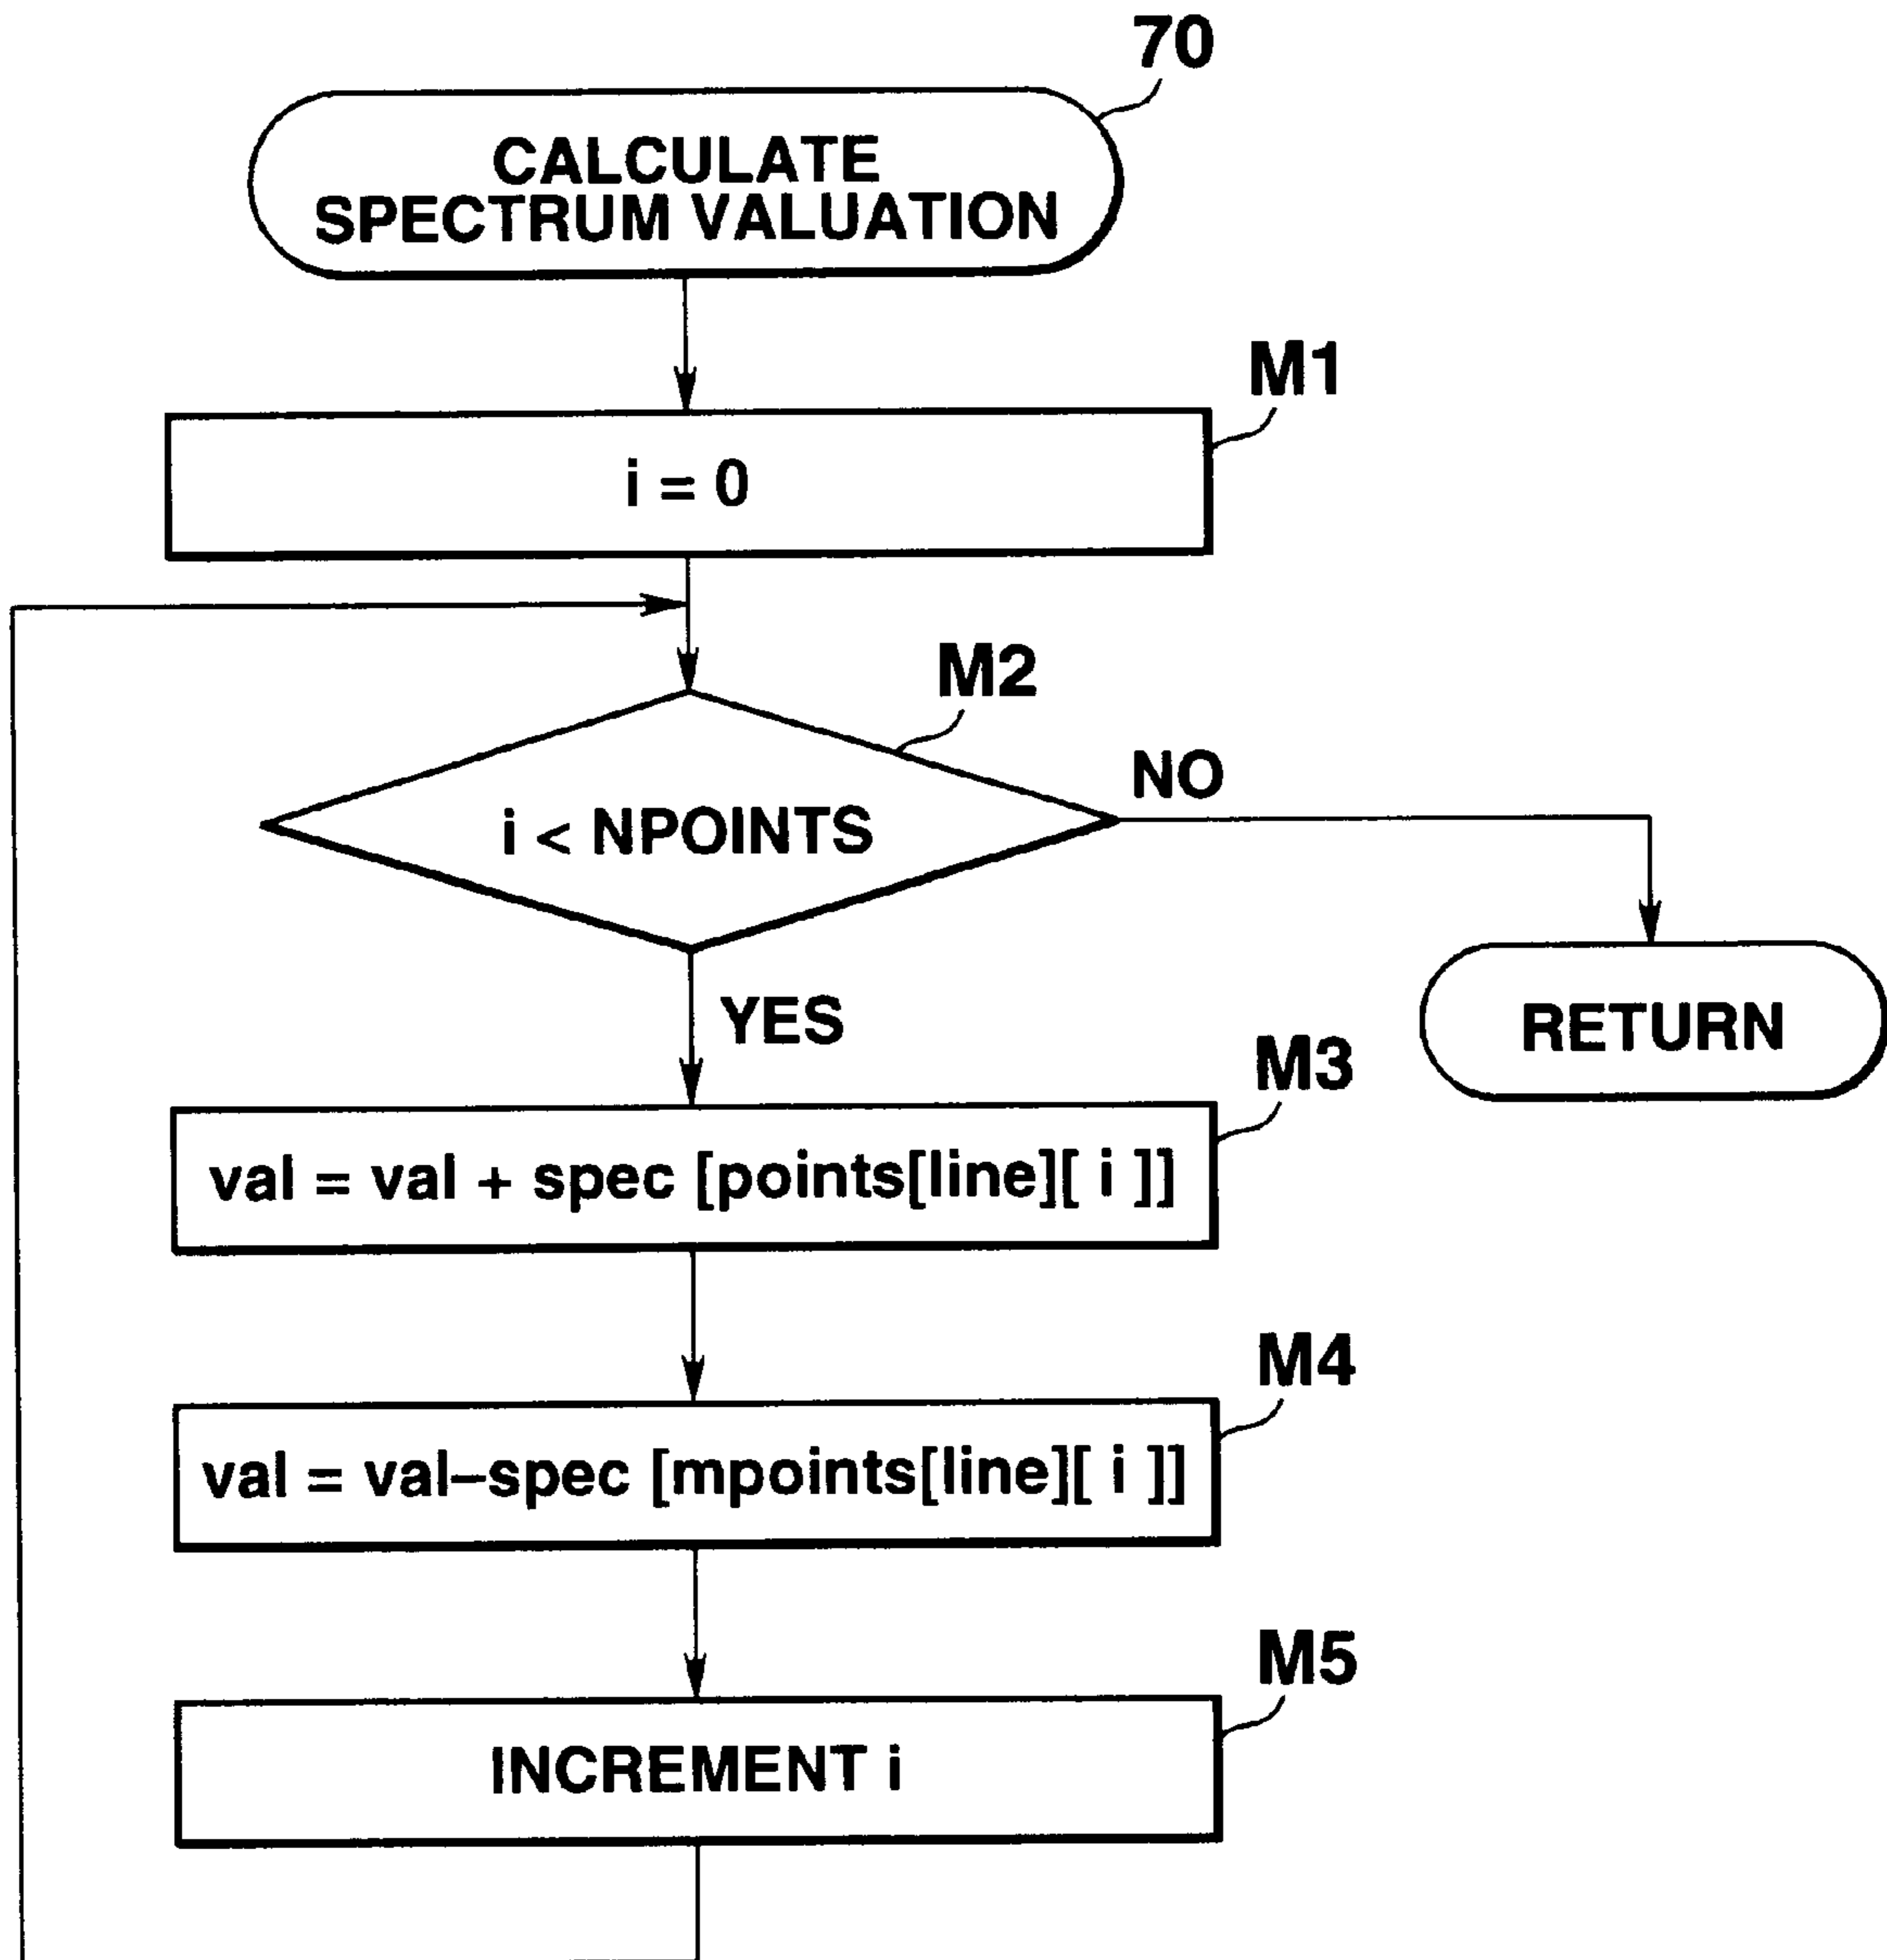 70
CALCULATE
SPECTRUM VALUATION
M1
i = 0
M2
NO
i < NPOINTS
YES
RETURN
M3
val = val + spec [points[line][ i ]]
M4
val = val–spec [mpoints[line][ i ]]
M5
INCREMENT i